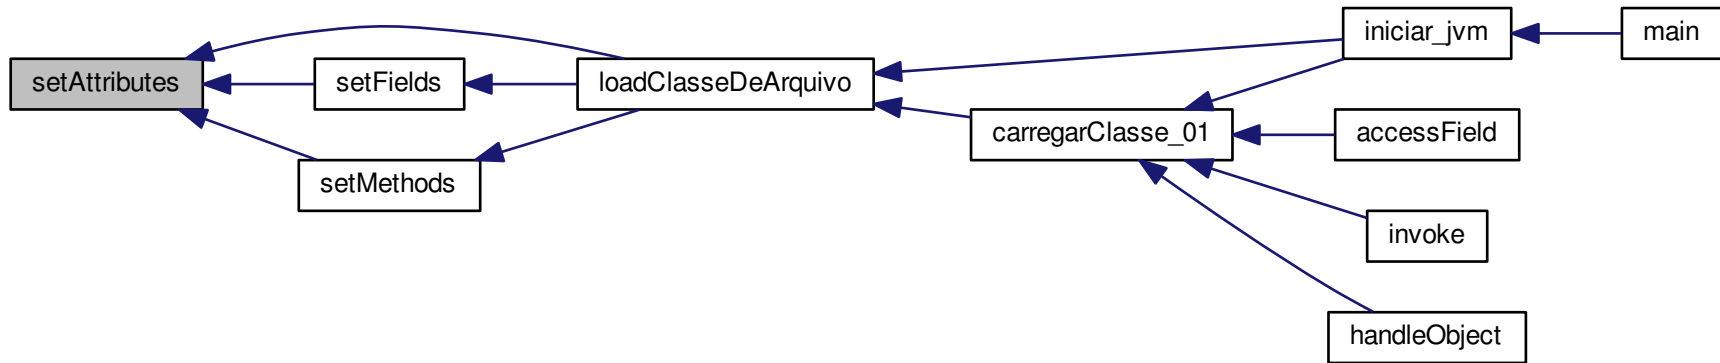 setAttributes
setFields
setMethods
loadClasseDeArquivo
iniciar_jvm
main
carregarClasse_01
accessField
invoke
handleObject